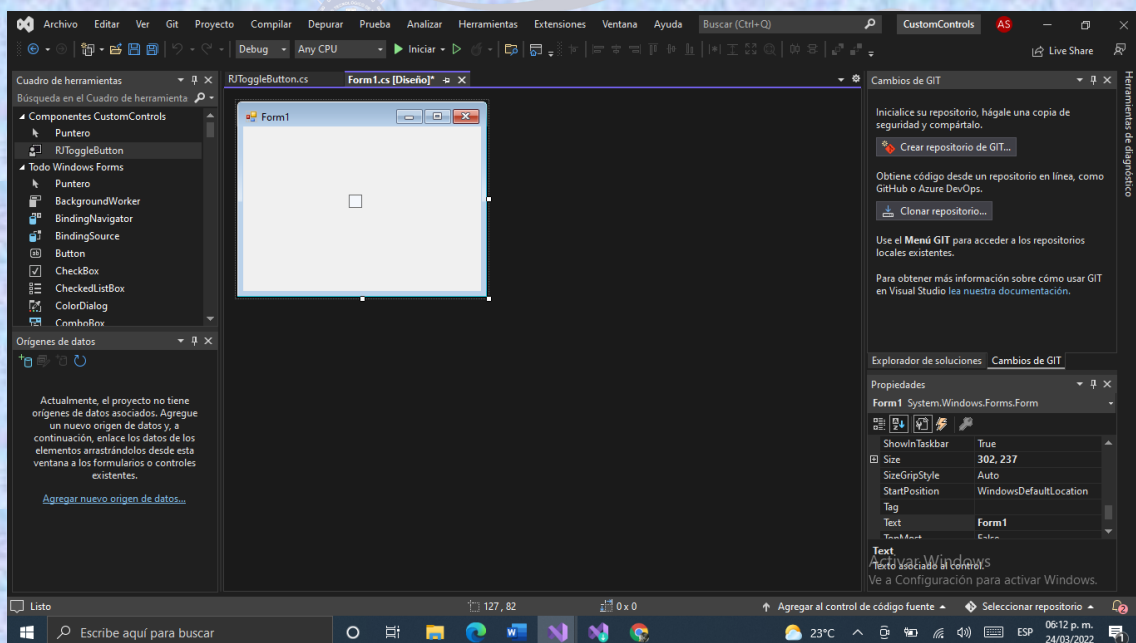 Archivo Editar Ver Git Proyecto Compilar Depurar Prueba Analizar Herramientas Extensiones Ventana Ayuda Buscar (Ctrl+Q) CustomControls AS
Debug Any CPU Iniciar Live Share
Cuadro de herramientas
Búsqueda en el Cuadro de herramienta
Componentes CustomControls
Puntero
RJToggleButton
Todo Windows Forms
Puntero
BackgroundWorker
BindingNavigator
BindingSource
Button
CheckBox
CheckedListBox
ColorDialog
ComboBox
Orígenes de datos
Actualmente, el proyecto no tiene
orígenes de datos asociados. Agregue
un nuevo origen de datos y, a
continuación, enlace los datos de los
elementos arrastrándolos desde esta
ventana a los formularios o controles
existentes.
Agregar nuevo origen de datos...
RJToggleButton.cs Form1.cs [Diseño]*
Form1
Cambios de GIT
Inicialice su repositorio, hágale una copia de
seguridad y compártalo.
Crear repositorio de GIT...
Obtiene código desde un repositorio en línea, como
GitHub o Azure DevOps.
Clonar repositorio...
Use el Menú GIT para acceder a los repositorios
locales existentes.
Para obtener más información sobre cómo usar GIT
en Visual Studio lea nuestra documentación.
Explorador de soluciones Cambios de GIT
Propiedades
Form1 System.Windows.Forms.Form
ShowInTaskbar True
Size 302, 237
SizeGripStyle Auto
StartPosition WindowsDefaultLocation
Tag
Text Form1
TopMost False
Text
Texto asociado al control.
Activar Windows
Ve a Configuración para activar Windows.
Herramientas de diagnóstico
Listo 127, 82 0 x 0 Agregar al control de código fuente Seleccionar repositorio 2
Escribe aquí para buscar 23°C ESP 06:12 p. m.
24/03/2022 1